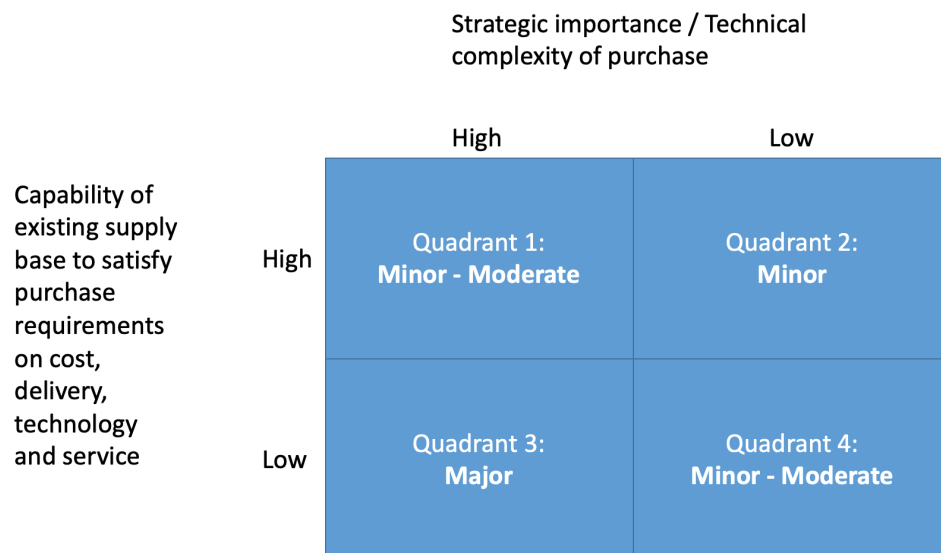 Strategic importance / Technical
complexity of purchase
High
Low
Capability of
existing supply
base to satisfy
purchase
requirements
on cost,
delivery,
technology
and service
High
Quadrant 1:
Minor - Moderate
Quadrant 2:
Minor
Low
Quadrant 3:
Major
Quadrant 4:
Minor - Moderate